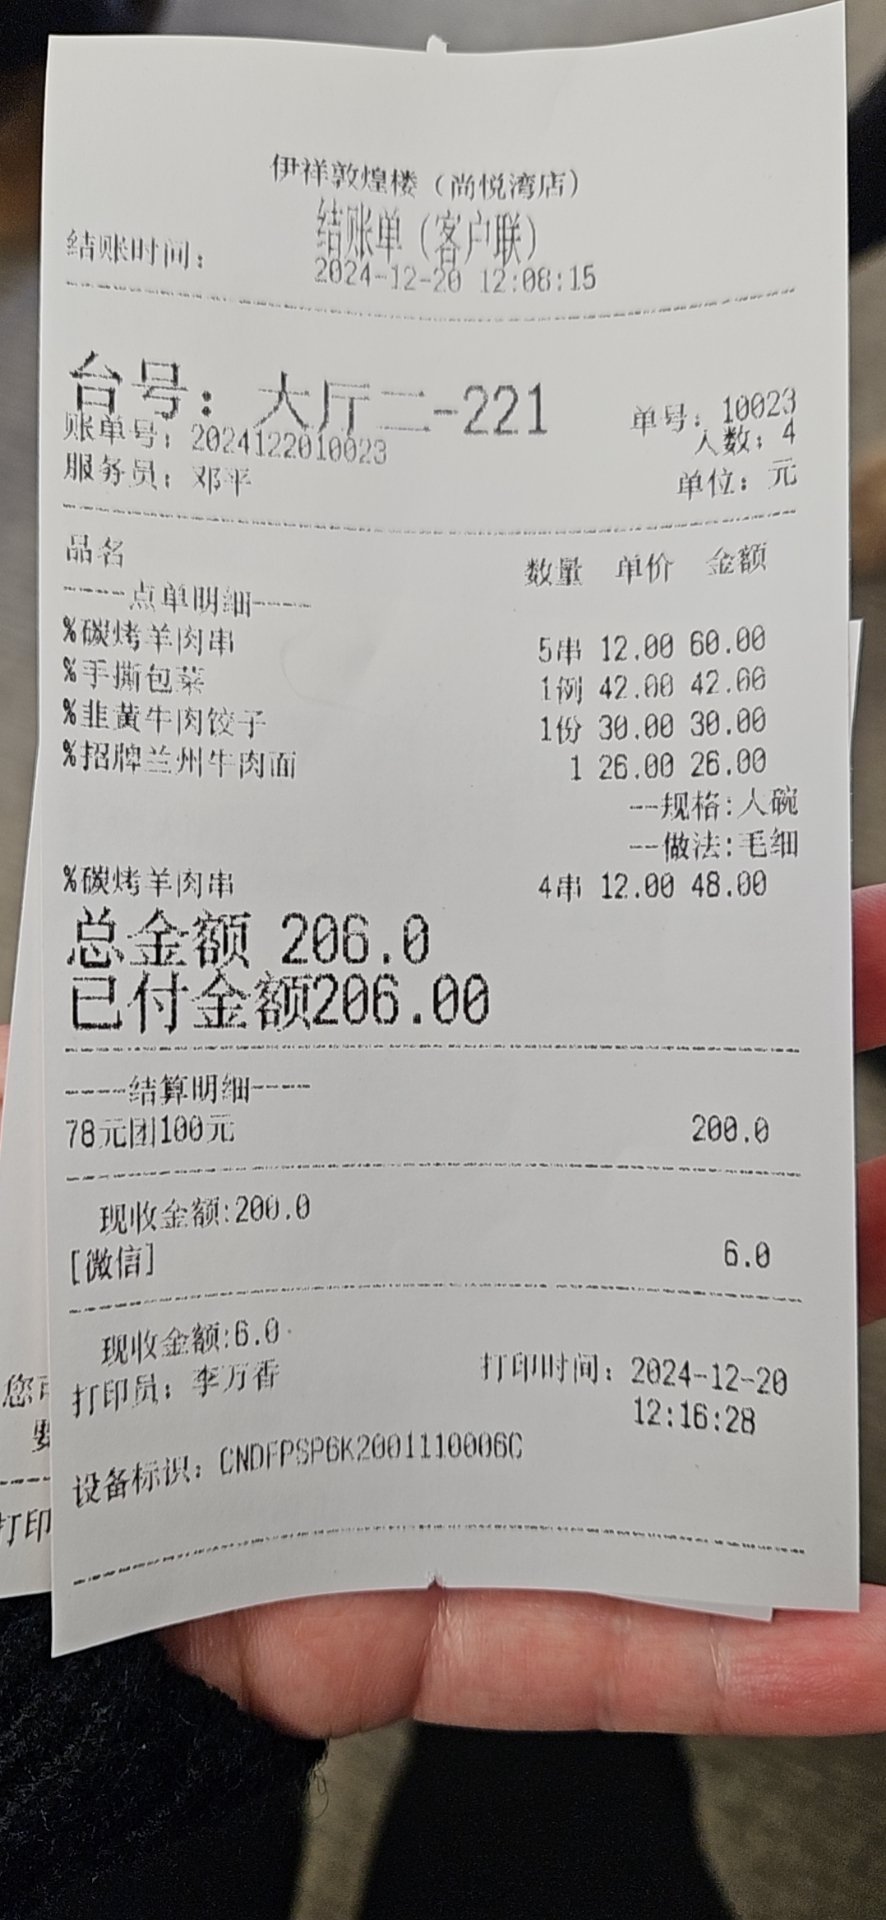 伊祥敦煌楼（尚悦湾店）
结账单（客户联）
结账时间： 2024-12-20 12:08:15
台号：大厅二-221
单号：10023
账单号：2024122010023
人数：4
服务员：邓平
单位：元
品名 数量 单价 金额
----点单明细----
%碳烤羊肉串 5串 12.00 60.00
%手撕包菜 1例 42.00 42.00
%韭黄牛肉饺子 1份 30.00 30.00
%招牌兰州牛肉面 1 26.00 26.00
--规格:大碗
--做法:毛细
%碳烤羊肉串 4串 12.00 48.00
总金额 206.0
已付金额206.00
----结算明细----
78元团100元 200.0
现收金额:200.0
[微信] 6.0
现收金额:6.0
打印员：李万香 打印时间：2024-12-20
12:16:28
设备标识：CNDFPSP6K2001110006C
您
要
打印